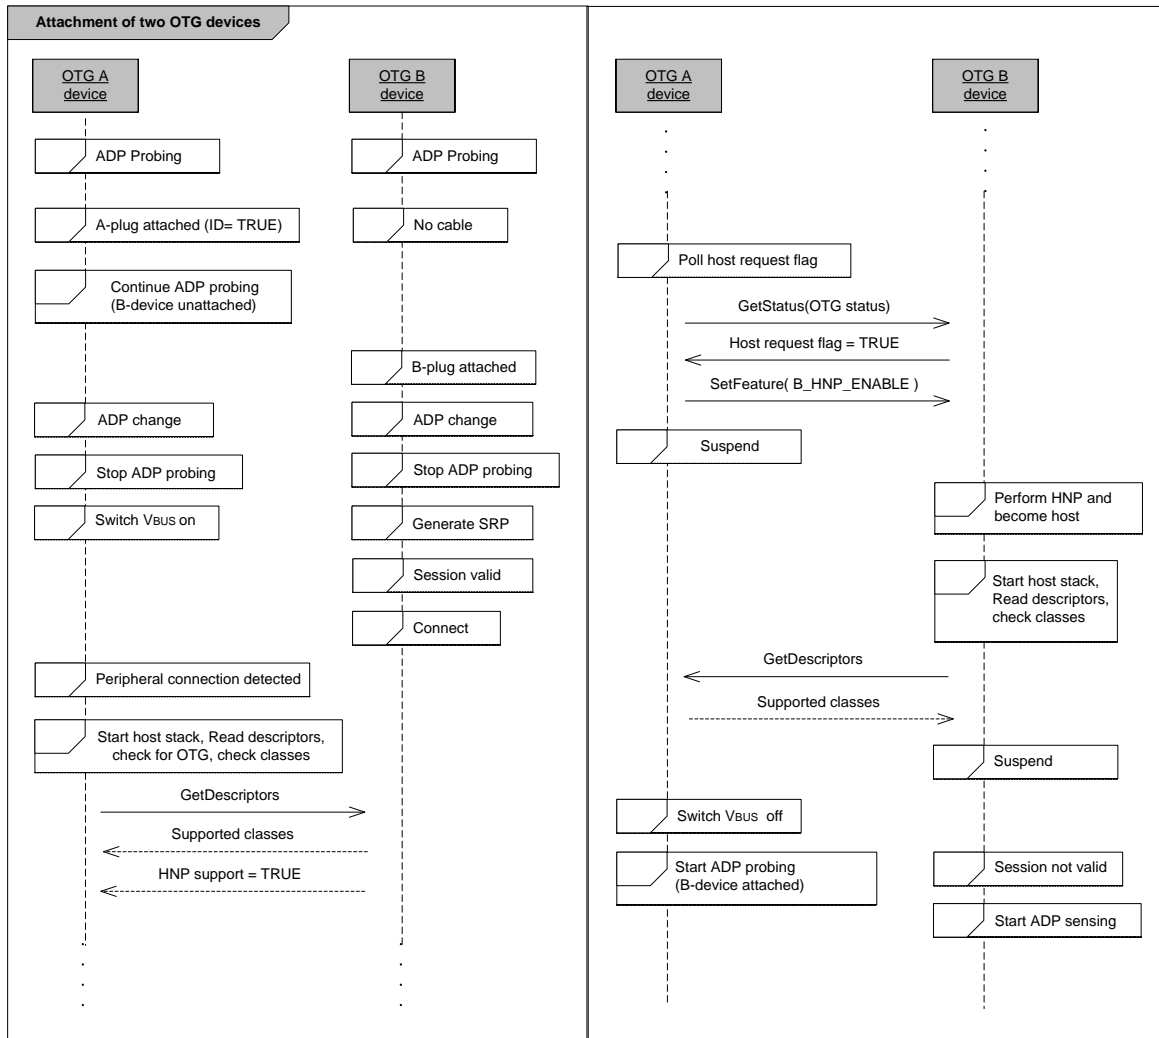 Attachment of two OTG devices
OTG A
device
OTG B
device
ADP Probing
ADP Probing
A-plug attached (ID= TRUE)
No cable
Continue ADP probing
(B-device unattached)
B-plug attached
ADP change
ADP change
Stop ADP probing
Stop ADP probing
Switch VBUS on
Generate SRP
Session valid
Connect
Peripheral connection detected
Start host stack, Read descriptors,
check for OTG, check classes
GetDescriptors
Supported classes
HNP support = TRUE
OTG A
device
OTG B
device
Poll host request flag
GetStatus(OTG status)
Host request flag = TRUE
SetFeature( B_HNP_ENABLE )
Suspend
Perform HNP and
become host
Start host stack,
Read descriptors,
check classes
GetDescriptors
Supported classes
Suspend
Switch VBUS off
Start ADP probing
(B-device attached)
Session not valid
Start ADP sensing